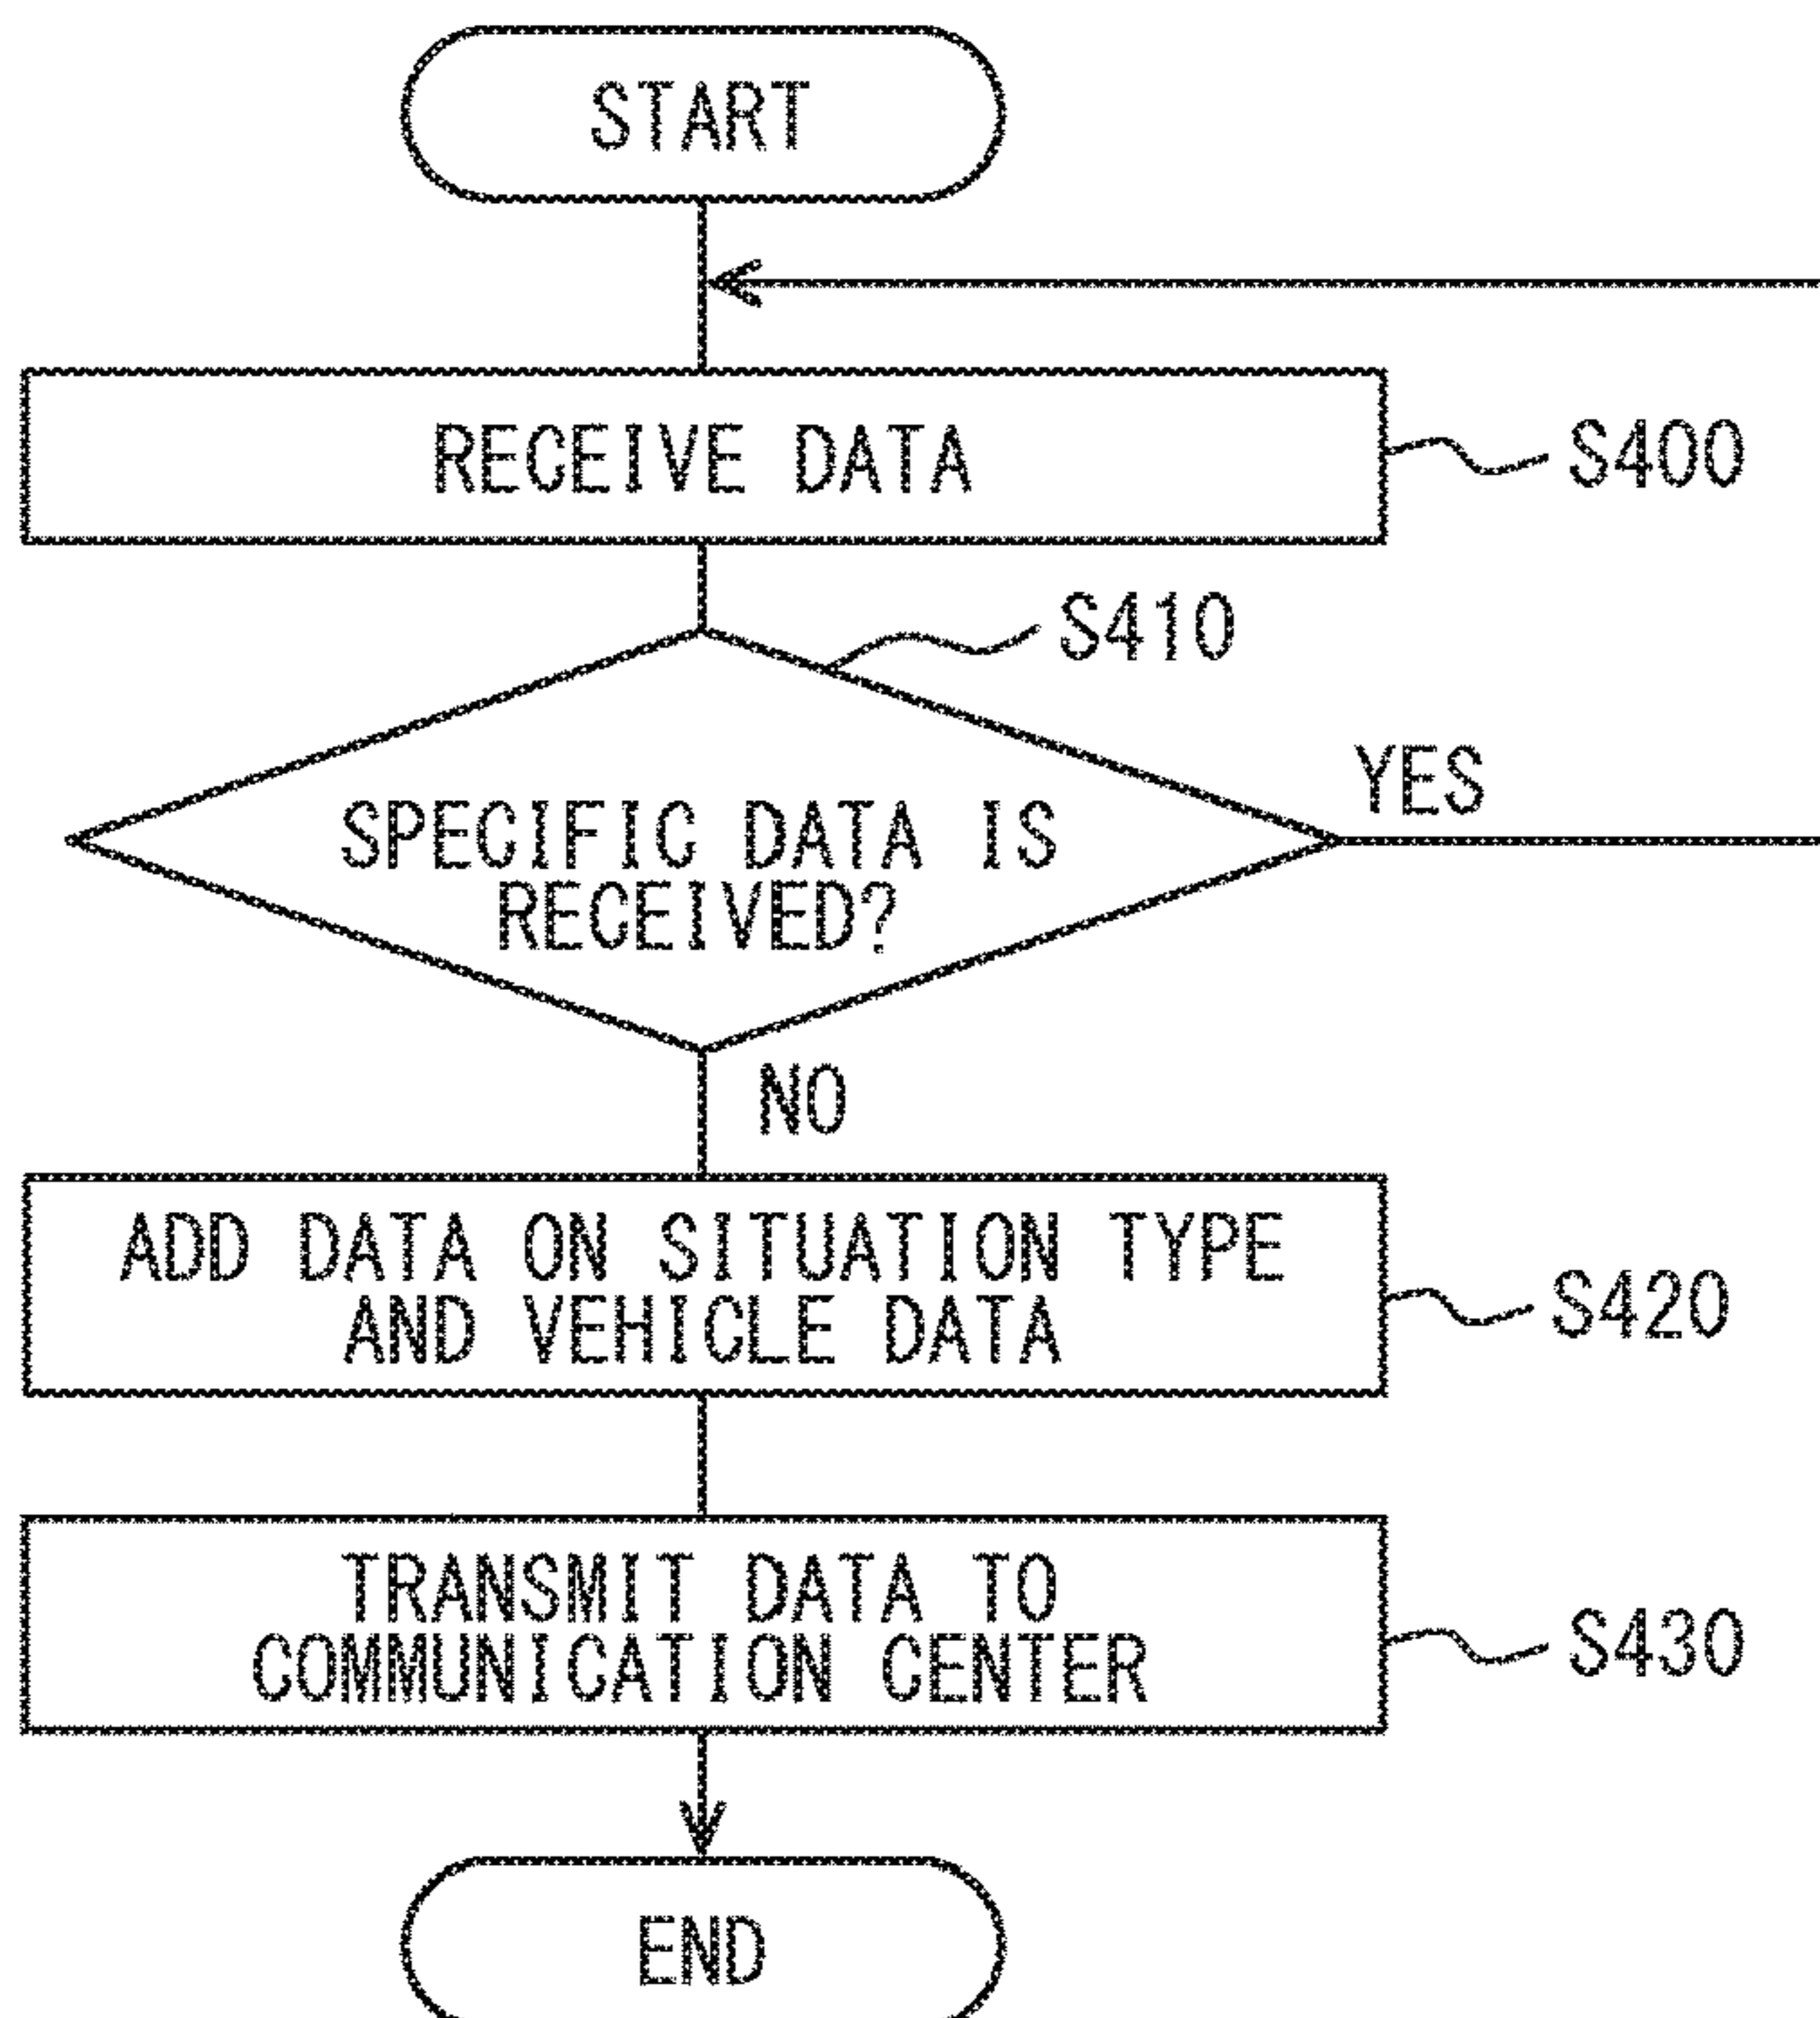 START
RECEIVE DATA
S400
S410
SPECIFIC DATA IS
RECEIVED?
YES
NO
ADD DATA ON SITUATION TYPE
AND VEHICLE DATA
S420
TRANSMIT DATA TO
COMMUNICATION CENTER
S430
END